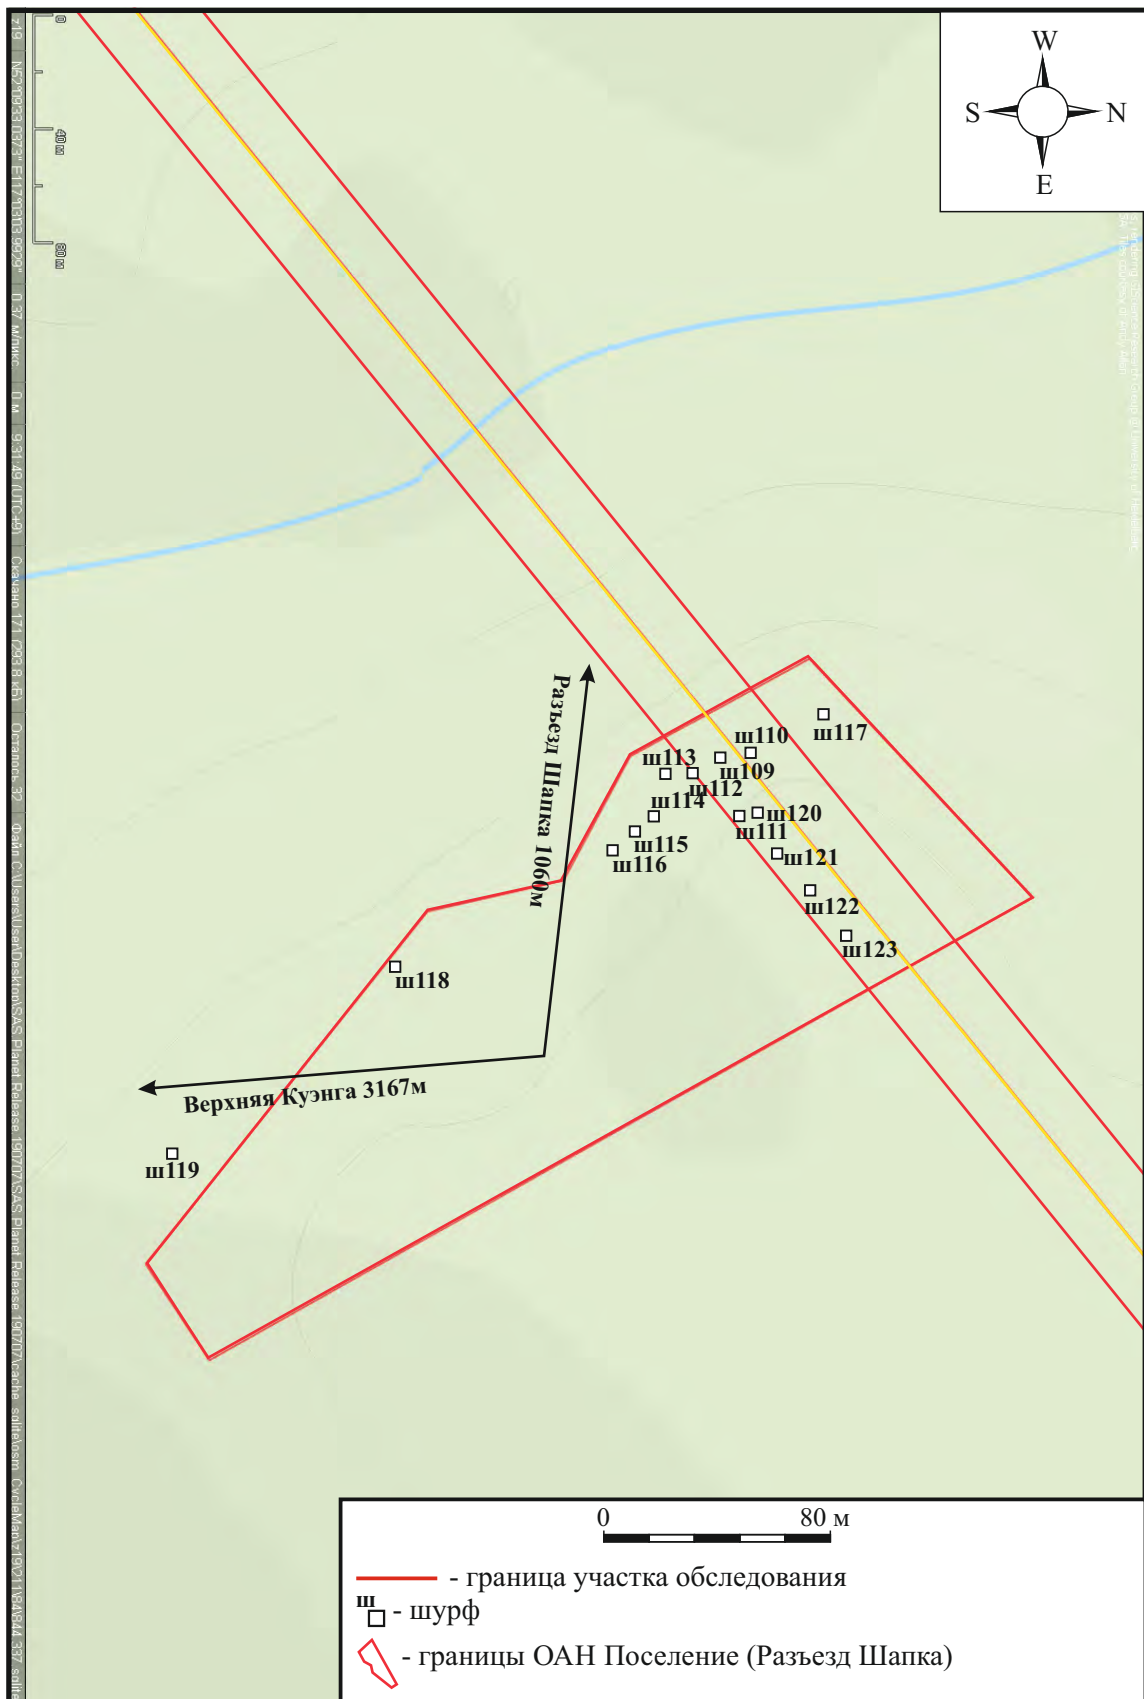 W
S
N
E
0
40 м
80 м
Разъезд Шапка 1060м
Верхняя Куэнга 3167м
ш117
ш110
ш109
ш113
ш112
ш114
ш120
ш111
ш115
ш116
ш121
ш122
ш123
ш118
ш119
0 80 м
- граница участка обследования
ш
- шурф
- границы ОАН Поселение (Разъезд Шапка)